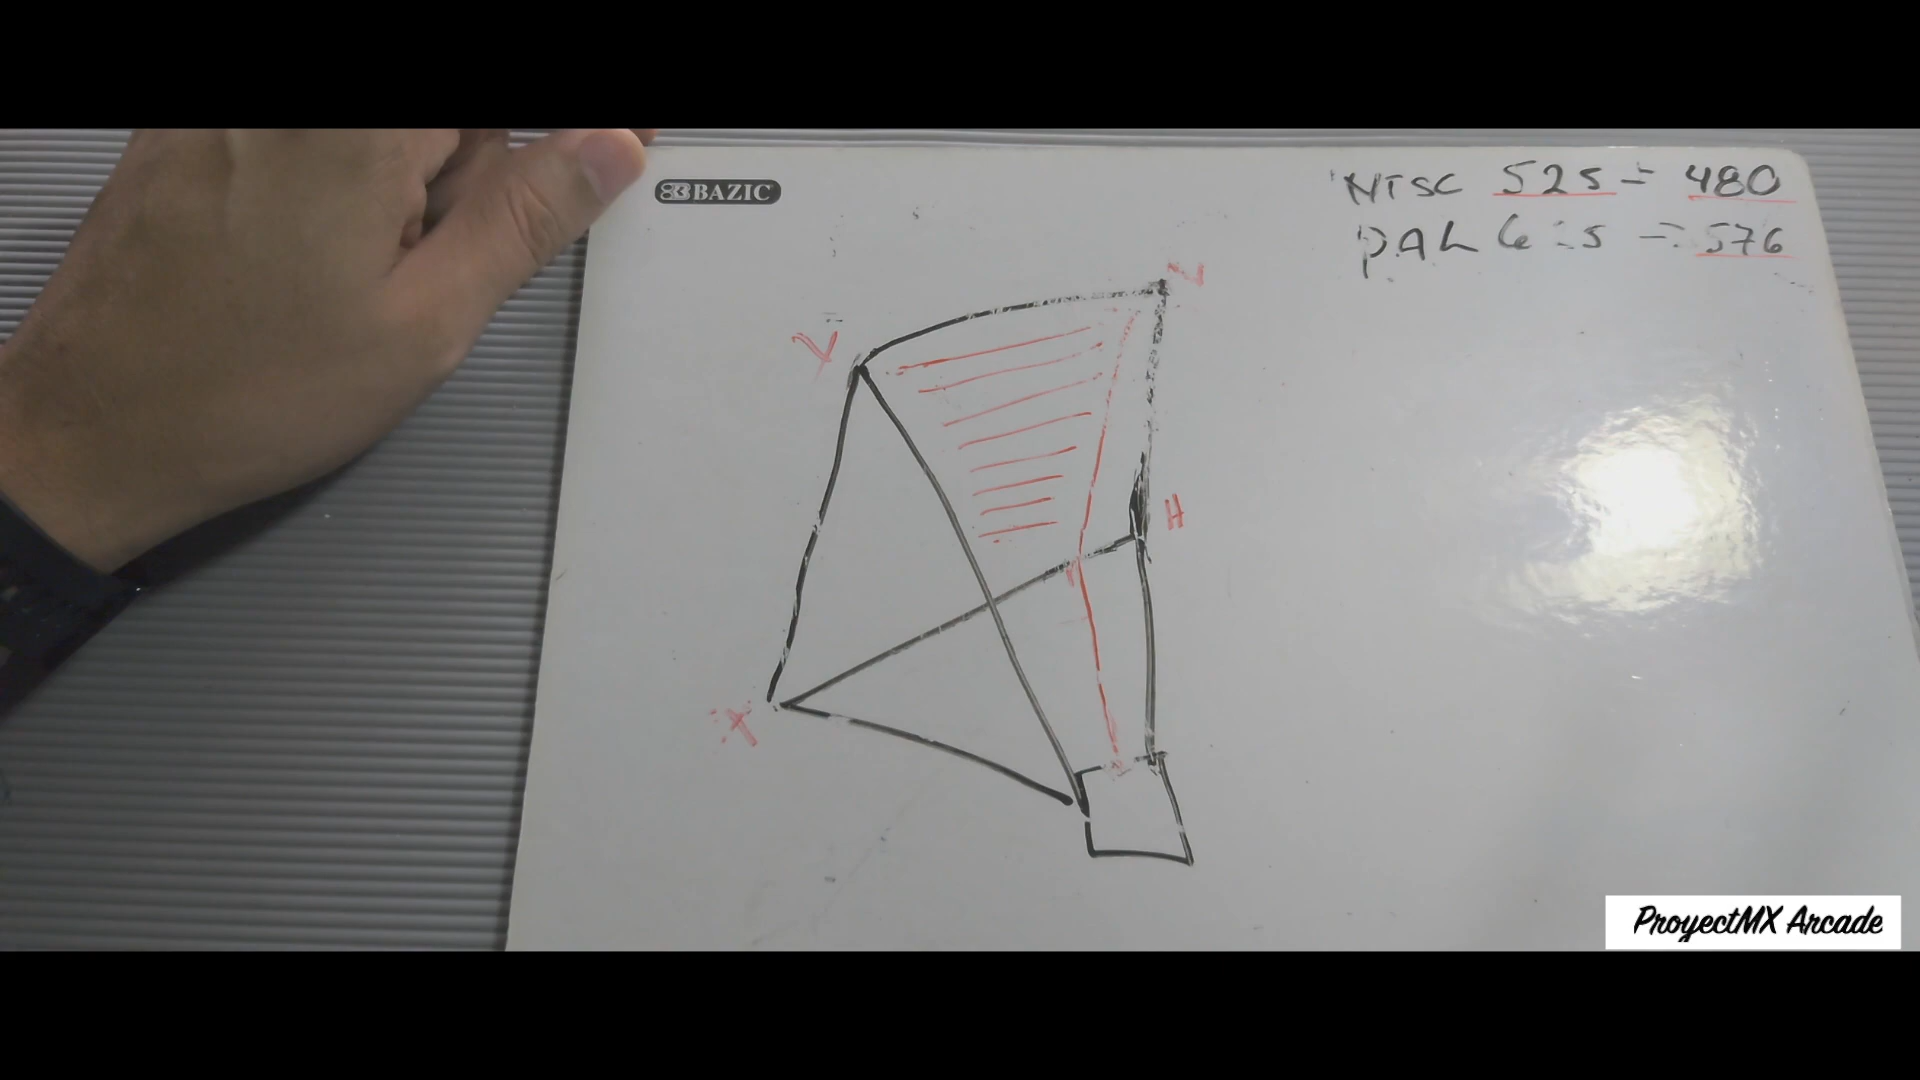 BAZIC
NTSC 525 = 480
PAL 625 = 576
Y
H
X
ProyectMX Arcade